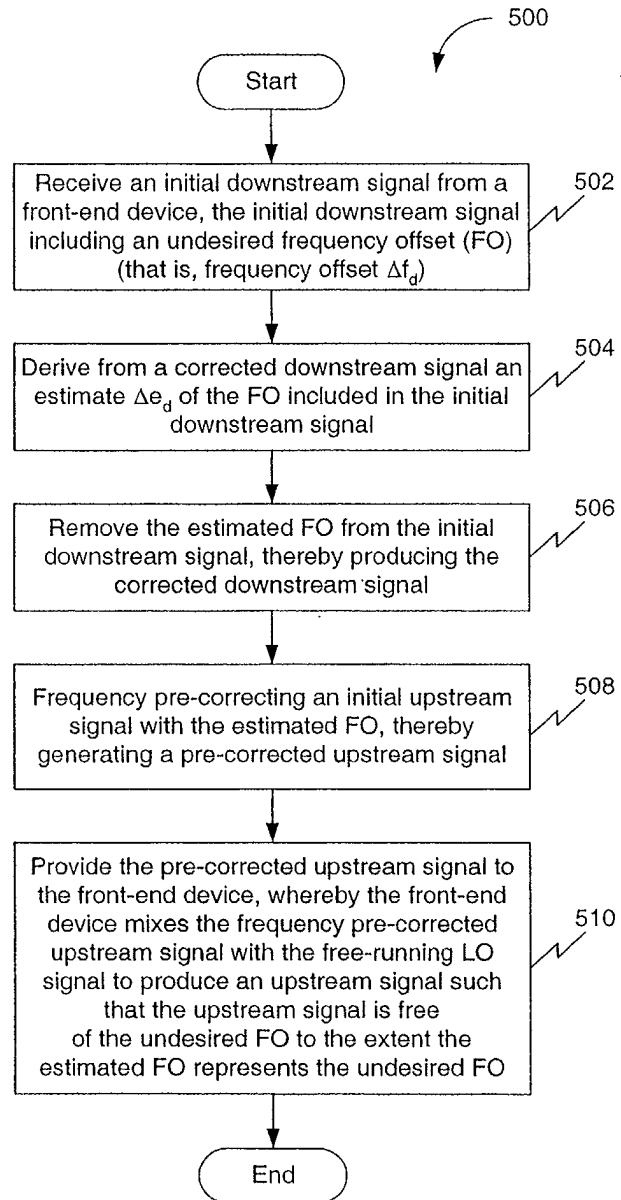 500
Start
Receive an initial downstream signal from a
front-end device, the initial downstream signal
including an undesired frequency offset (FO)
(that is, frequency offset Δf_d)
502
Derive from a corrected downstream signal an
estimate Δe_d of the FO included in the initial
downstream signal
504
Remove the estimated FO from the initial
downstream signal, thereby producing the
corrected downstream signal
506
Frequency pre-correcting an initial upstream
signal with the estimated FO, thereby
generating a pre-corrected upstream signal
508
Provide the pre-corrected upstream signal to
the front-end device, whereby the front-end
device mixes the frequency pre-corrected
upstream signal with the free-running LO
signal to produce an upstream signal such
that the upstream signal is free
of the undesired FO to the extent the
estimated FO represents the undesired FO
510
End